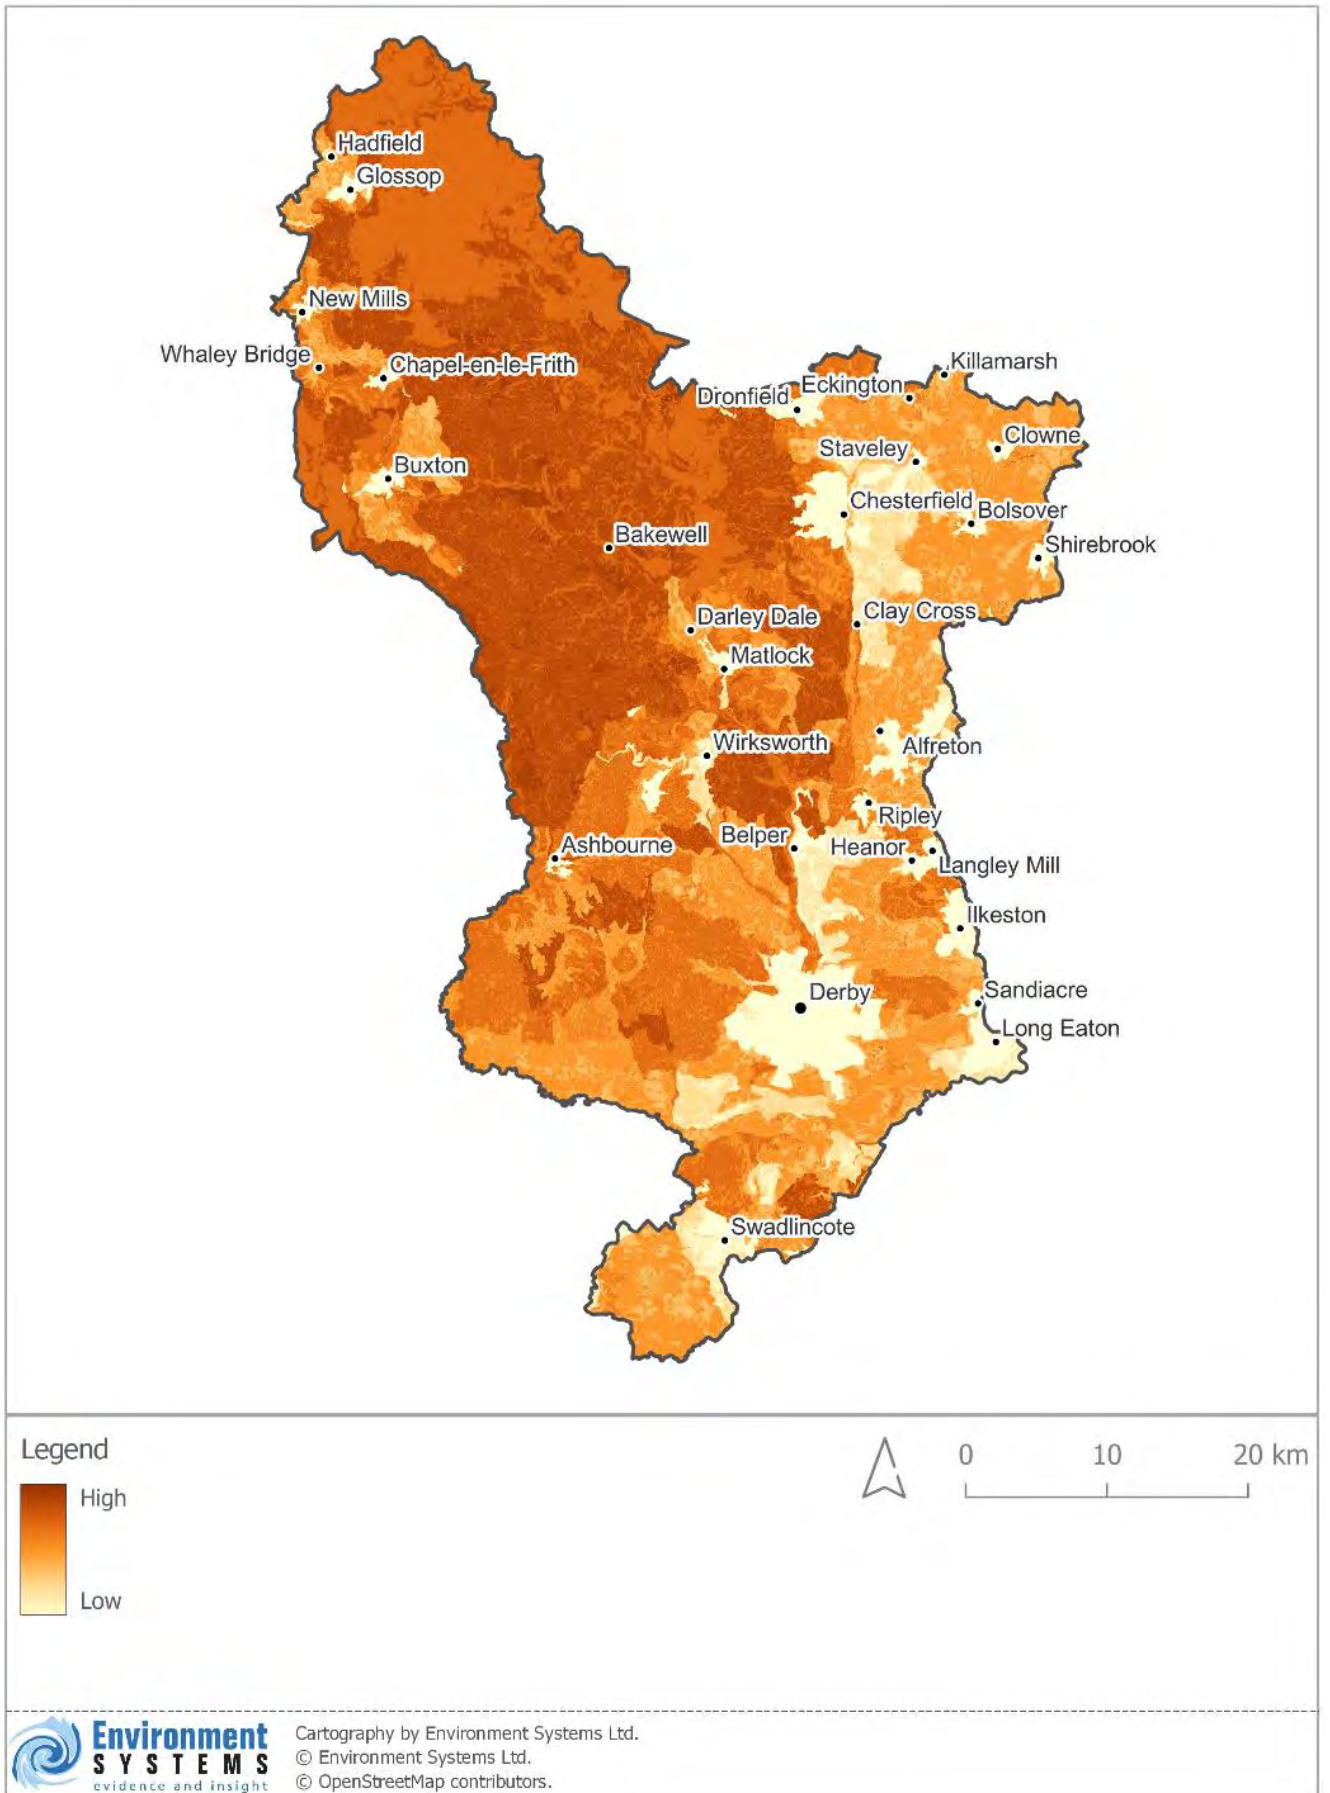 Hadfield
Glossop
New Mills
Whaley Bridge
Chapel-en-le-Frith
Killamarsh
Eckington
Dronfield
Clowne
Staveley
Buxton
Chesterfield
Bolsover
Bakewell
Shirebrook
Clay Cross
Darley Dale
Matlock
Wirksworth
Alfreton
Ripley
Belper
Heanor
Ashbourne
Langley Mill
Ilkeston
Derby
Sandiacre
Long Eaton
Swadlincote
Legend
High
Low
0 10 20 km
Environment
SYSTEMS
evidence and insight
Cartography by Environment Systems Ltd.
© Environment Systems Ltd.
© OpenStreetMap contributors.